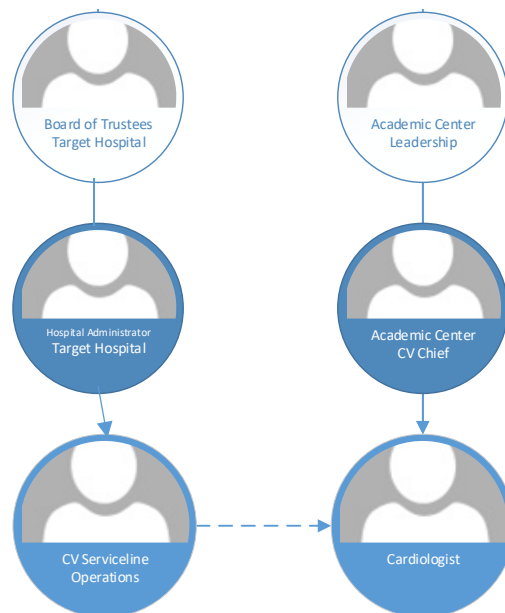 Board of Trustees
Target Hospital
Academic Center
Leadership
Hospital Administrator
Target Hospital
Academic Center
CV Chief
CV Serviceline
Operations
Cardiologist